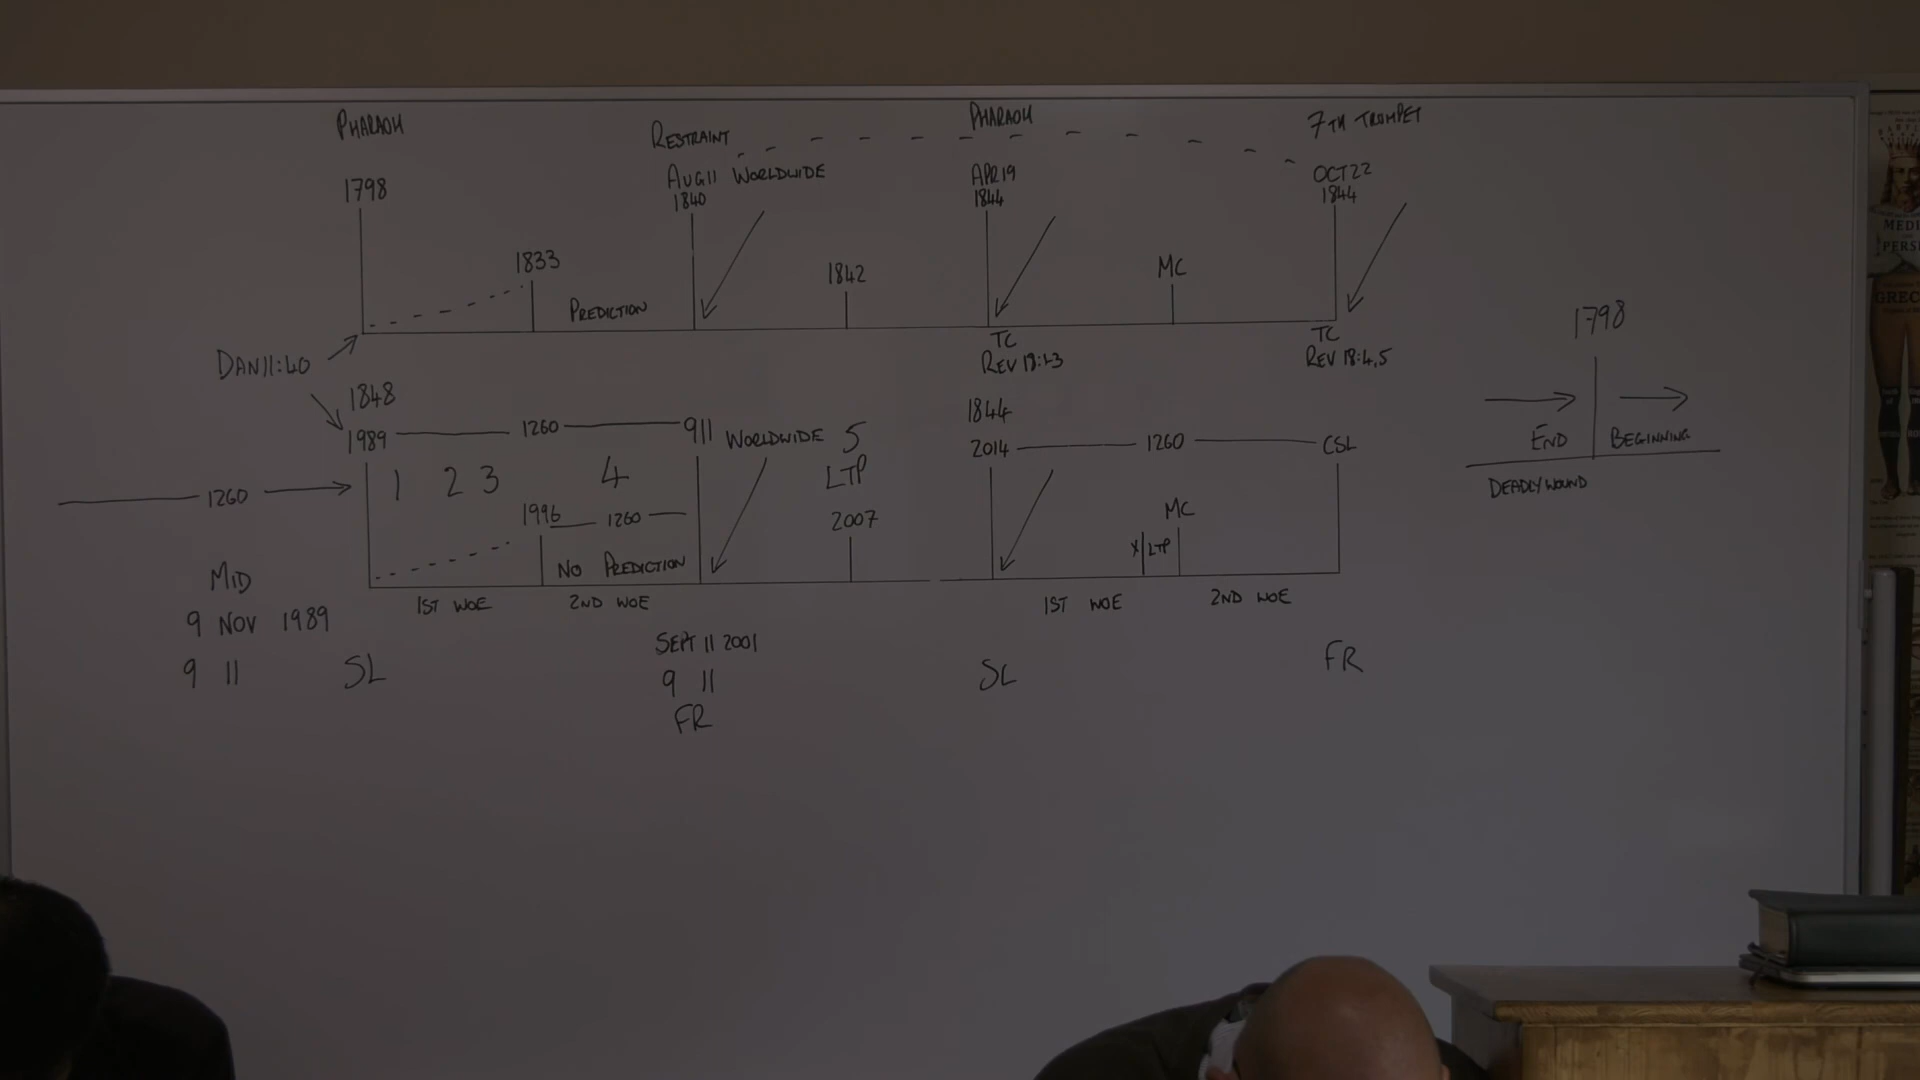 PHARAOH
RESTRAINT
PHARAOH
7TH TROMPET
1798
AUG11 WORLDWIDE
1840
APR19
1844
OCT22
1844
1833
PREDICTION
1842
MC
DAN11:40
TC
REV 18:1-3
TC
REV 18:4,5
1798
END
BEGINNING
DEADLY WOUND
1848
1989 1260 911 WORLDWIDE 5
LTP
2007
1844
2014 1260 CSL
1260
1 2 3 4
1996 1260
NO PREDICTION
X LTP
MC
1ST WOE 2ND WOE
1ST WOE 2ND WOE
MID
9 NOV 1989
9 11
SL
SEPT 11 2001
9 11
FR
SL
FR
MEDI
PERS
GREC